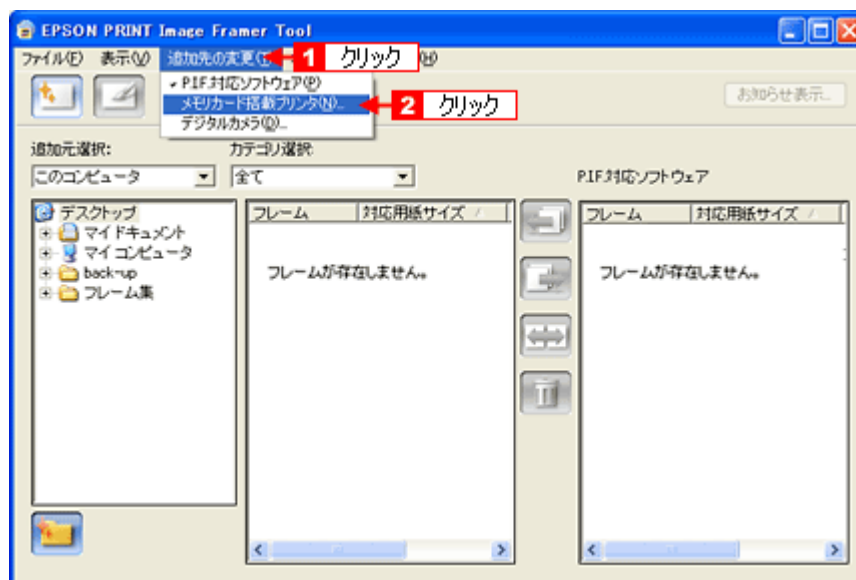 EPSON PRINT Image Framer Tool
ファイル(F) 表示(V) 追加先の変更(T) 1 クリック (H)
P.I.F.対応ソフトウェア(P)
メモリカード搭載プリンタ(N)... 2 クリック
デジタルカメラ(D)...
お知らせ表示...
追加元選択: カテゴリ選択:
このコンピュータ 全て P.I.F.対応ソフトウェア
デスクトップ フレーム 対応用紙サイズ フレーム 対応用紙サイズ
マイ ドキュメント
マイ コンピュータ
back-up フレームが存在しません。 フレームが存在しません。
フレーム集